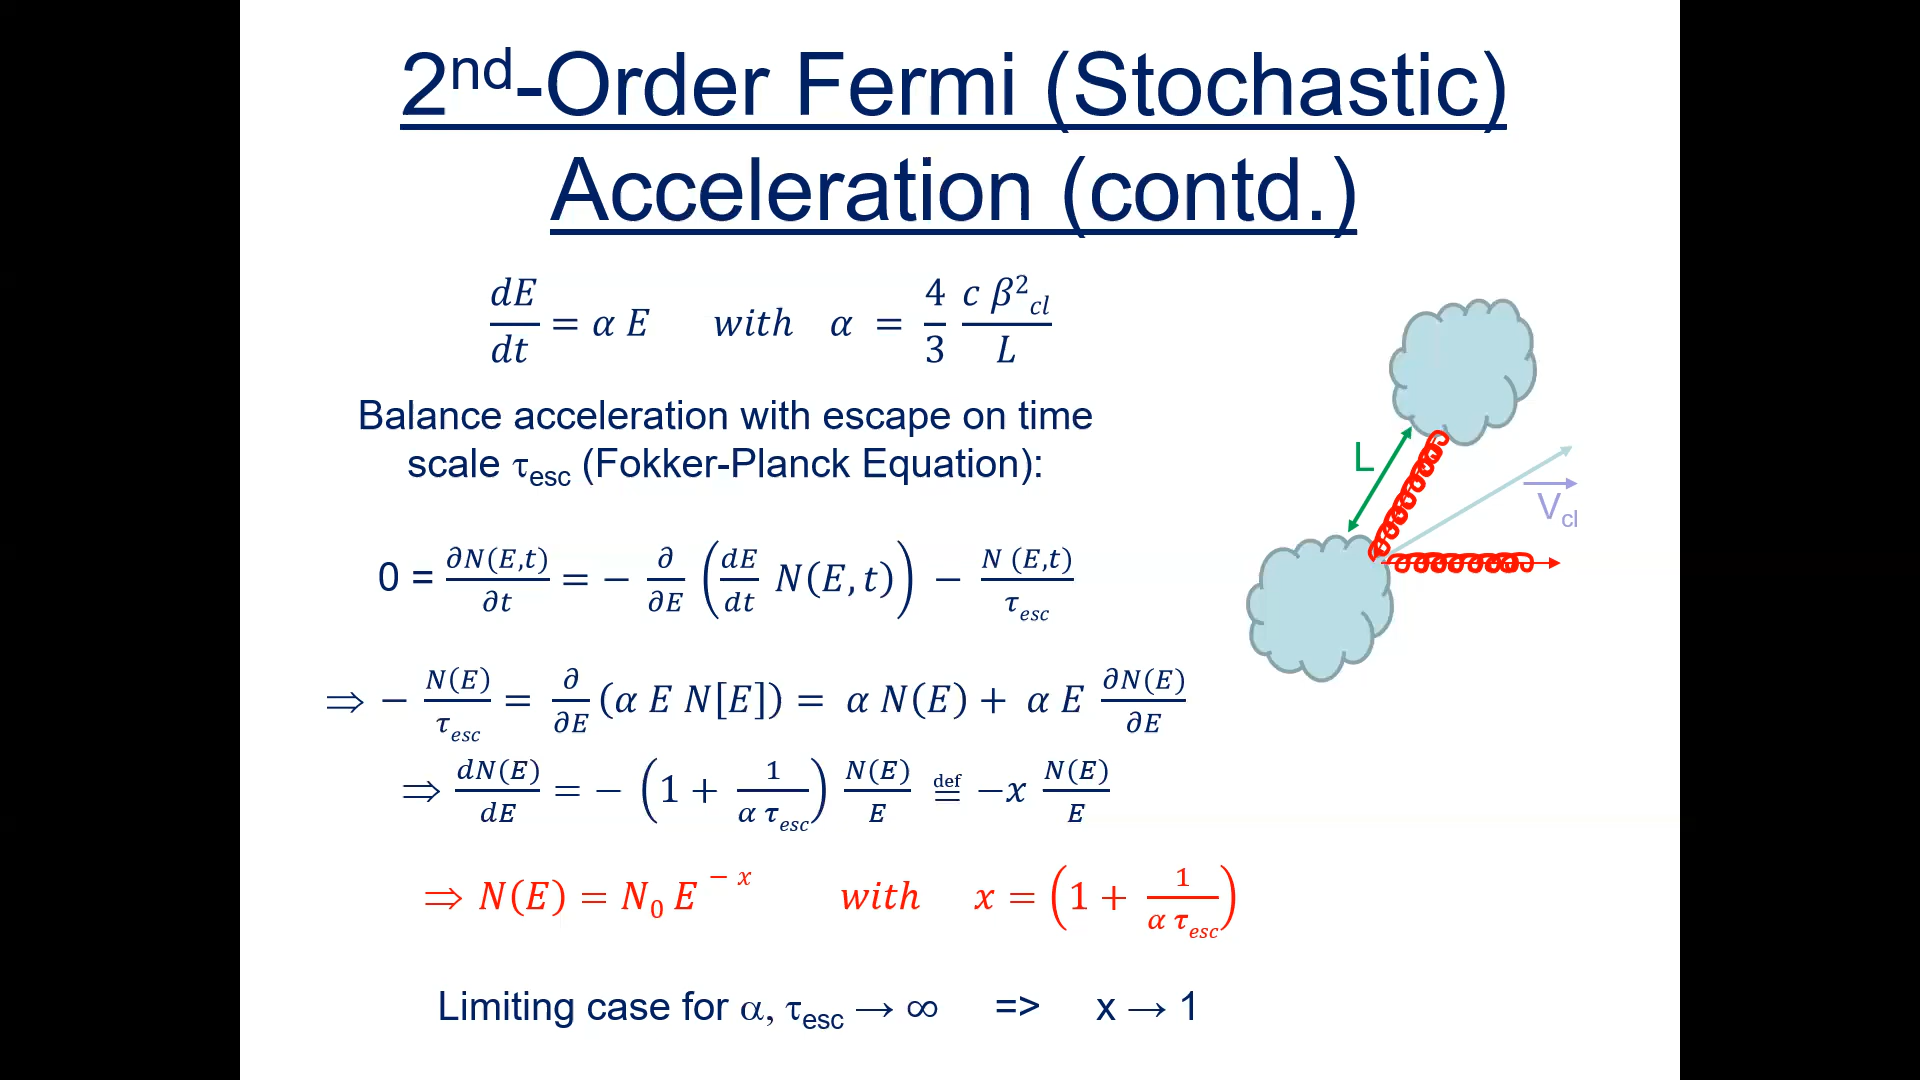 2nd-Order Fermi (Stochastic)
Acceleration (contd.)
dE/dt = α E with α = 4/3 c β²cl/L
Balance acceleration with escape on time
scale τesc (Fokker-Planck Equation):
0 = ∂N(E,t)/∂t = − ∂/∂E (dE/dt N(E,t)) − N (E,t)/τesc
⇒ − N(E)/τesc = ∂/∂E (α E N[E]) = α N(E) + α E ∂N(E)/∂E
⇒ dN(E)/dE = − (1 + 1/(α τesc)) N(E)/E ≝ −x N(E)/E
⇒ N(E) = N₀ E^−x with x = (1 + 1/(α τesc))
Limiting case for α, τesc → ∞ => x → 1
L
Vcl